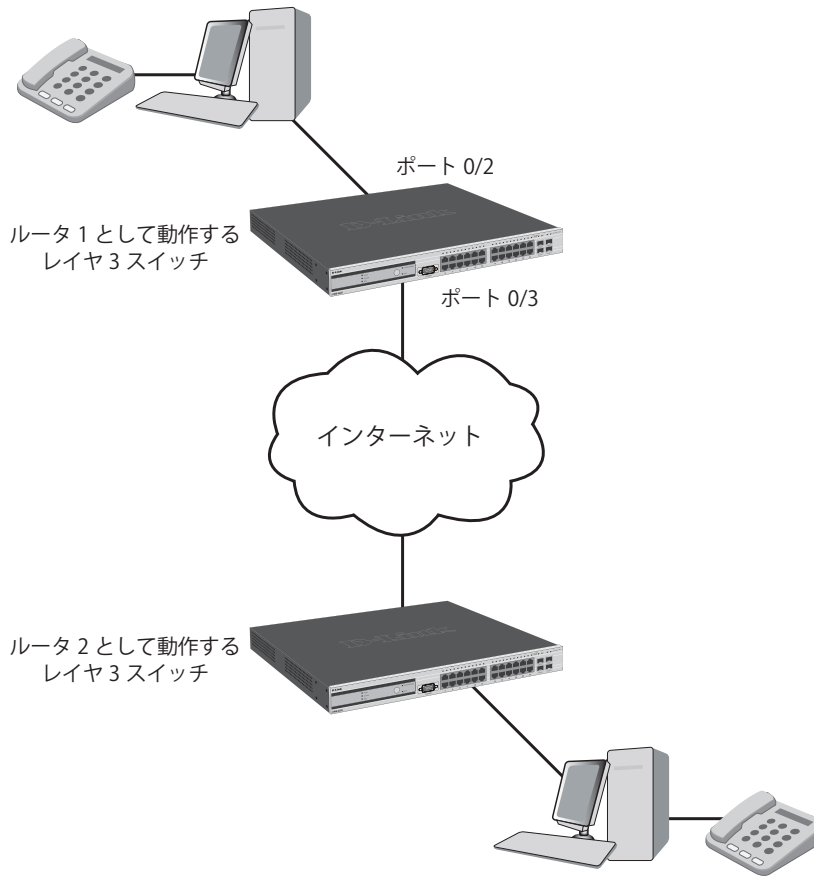 ポート 0/2
ルータ 1 として動作する
レイヤ 3 スイッチ
D-Link
ポート 0/3
インターネット
ルータ 2 として動作する
レイヤ 3 スイッチ
D-Link